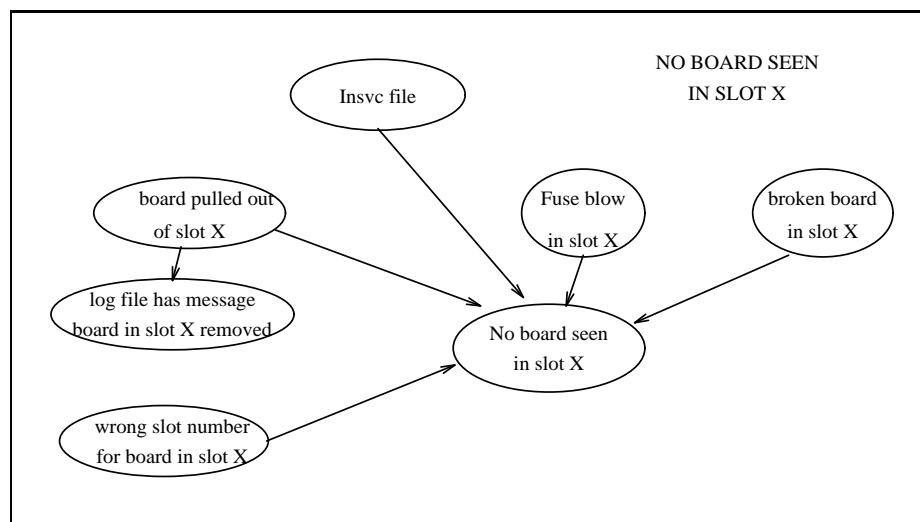 NO BOARD SEEN
IN SLOT X
Insvc file
board pulled out
of slot X
Fuse blow
in slot X
broken board
in slot X
log file has message
board in slot X removed
No board seen
in slot X
wrong slot number
for board in slot X